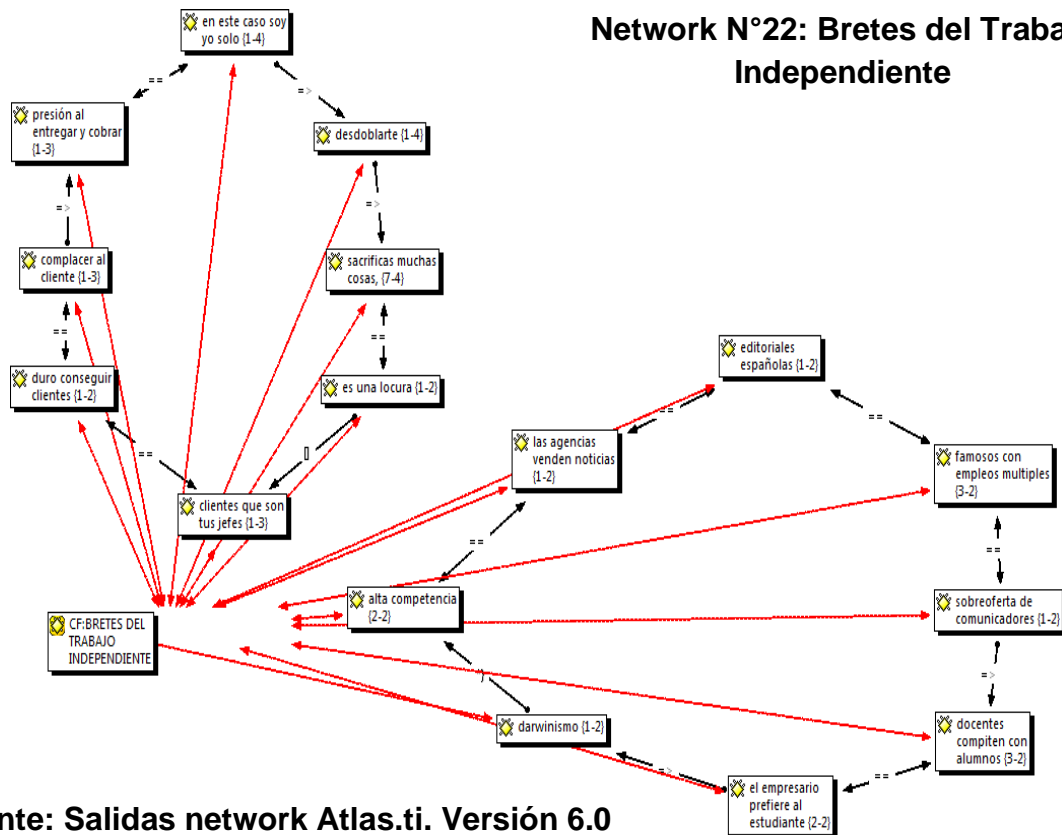 Network N°22: Bretes del Traba
Independiente
en este caso soy
yo solo {1-4}
==
=>
presión al
entregar y cobrar
{1-3}
desdoblarte {1-4}
=>
=>
complacer al
cliente {1-3}
sacrificas muchas
cosas, {7-4}
==
==
duro conseguir
clientes {1-2}
es una locura {1-2}
==
[]
clientes que son
tus jefes {1-3}
editoriales
españolas {1-2}
==
==
las agencias
venden noticias
{1-2}
famosos con
empleos multiples
{3-2}
==
==
alta competencia
{2-2}
sobreoferta de
comunicadores {1-2}
CF:BRETES DEL
TRABAJO
INDEPENDIENTE
=>
darwinismo {1-2}
docentes
compiten con
alumnos {3-2}
=>
==
el empresario
prefiere al
estudiante {2-2}
nte: Salidas network Atlas.ti. Versión 6.0